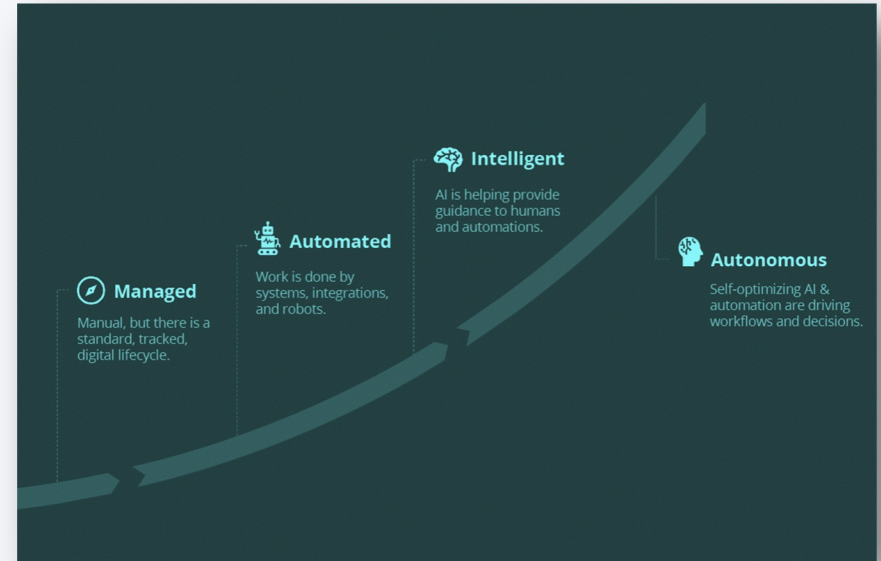 Managed
Manual, but there is a
standard, tracked,
digital lifecycle.
Automated
Work is done by
systems, integrations,
and robots.
Intelligent
AI is helping provide
guidance to humans
and automations.
Autonomous
Self-optimizing AI &
automation are driving
workflows and decisions.